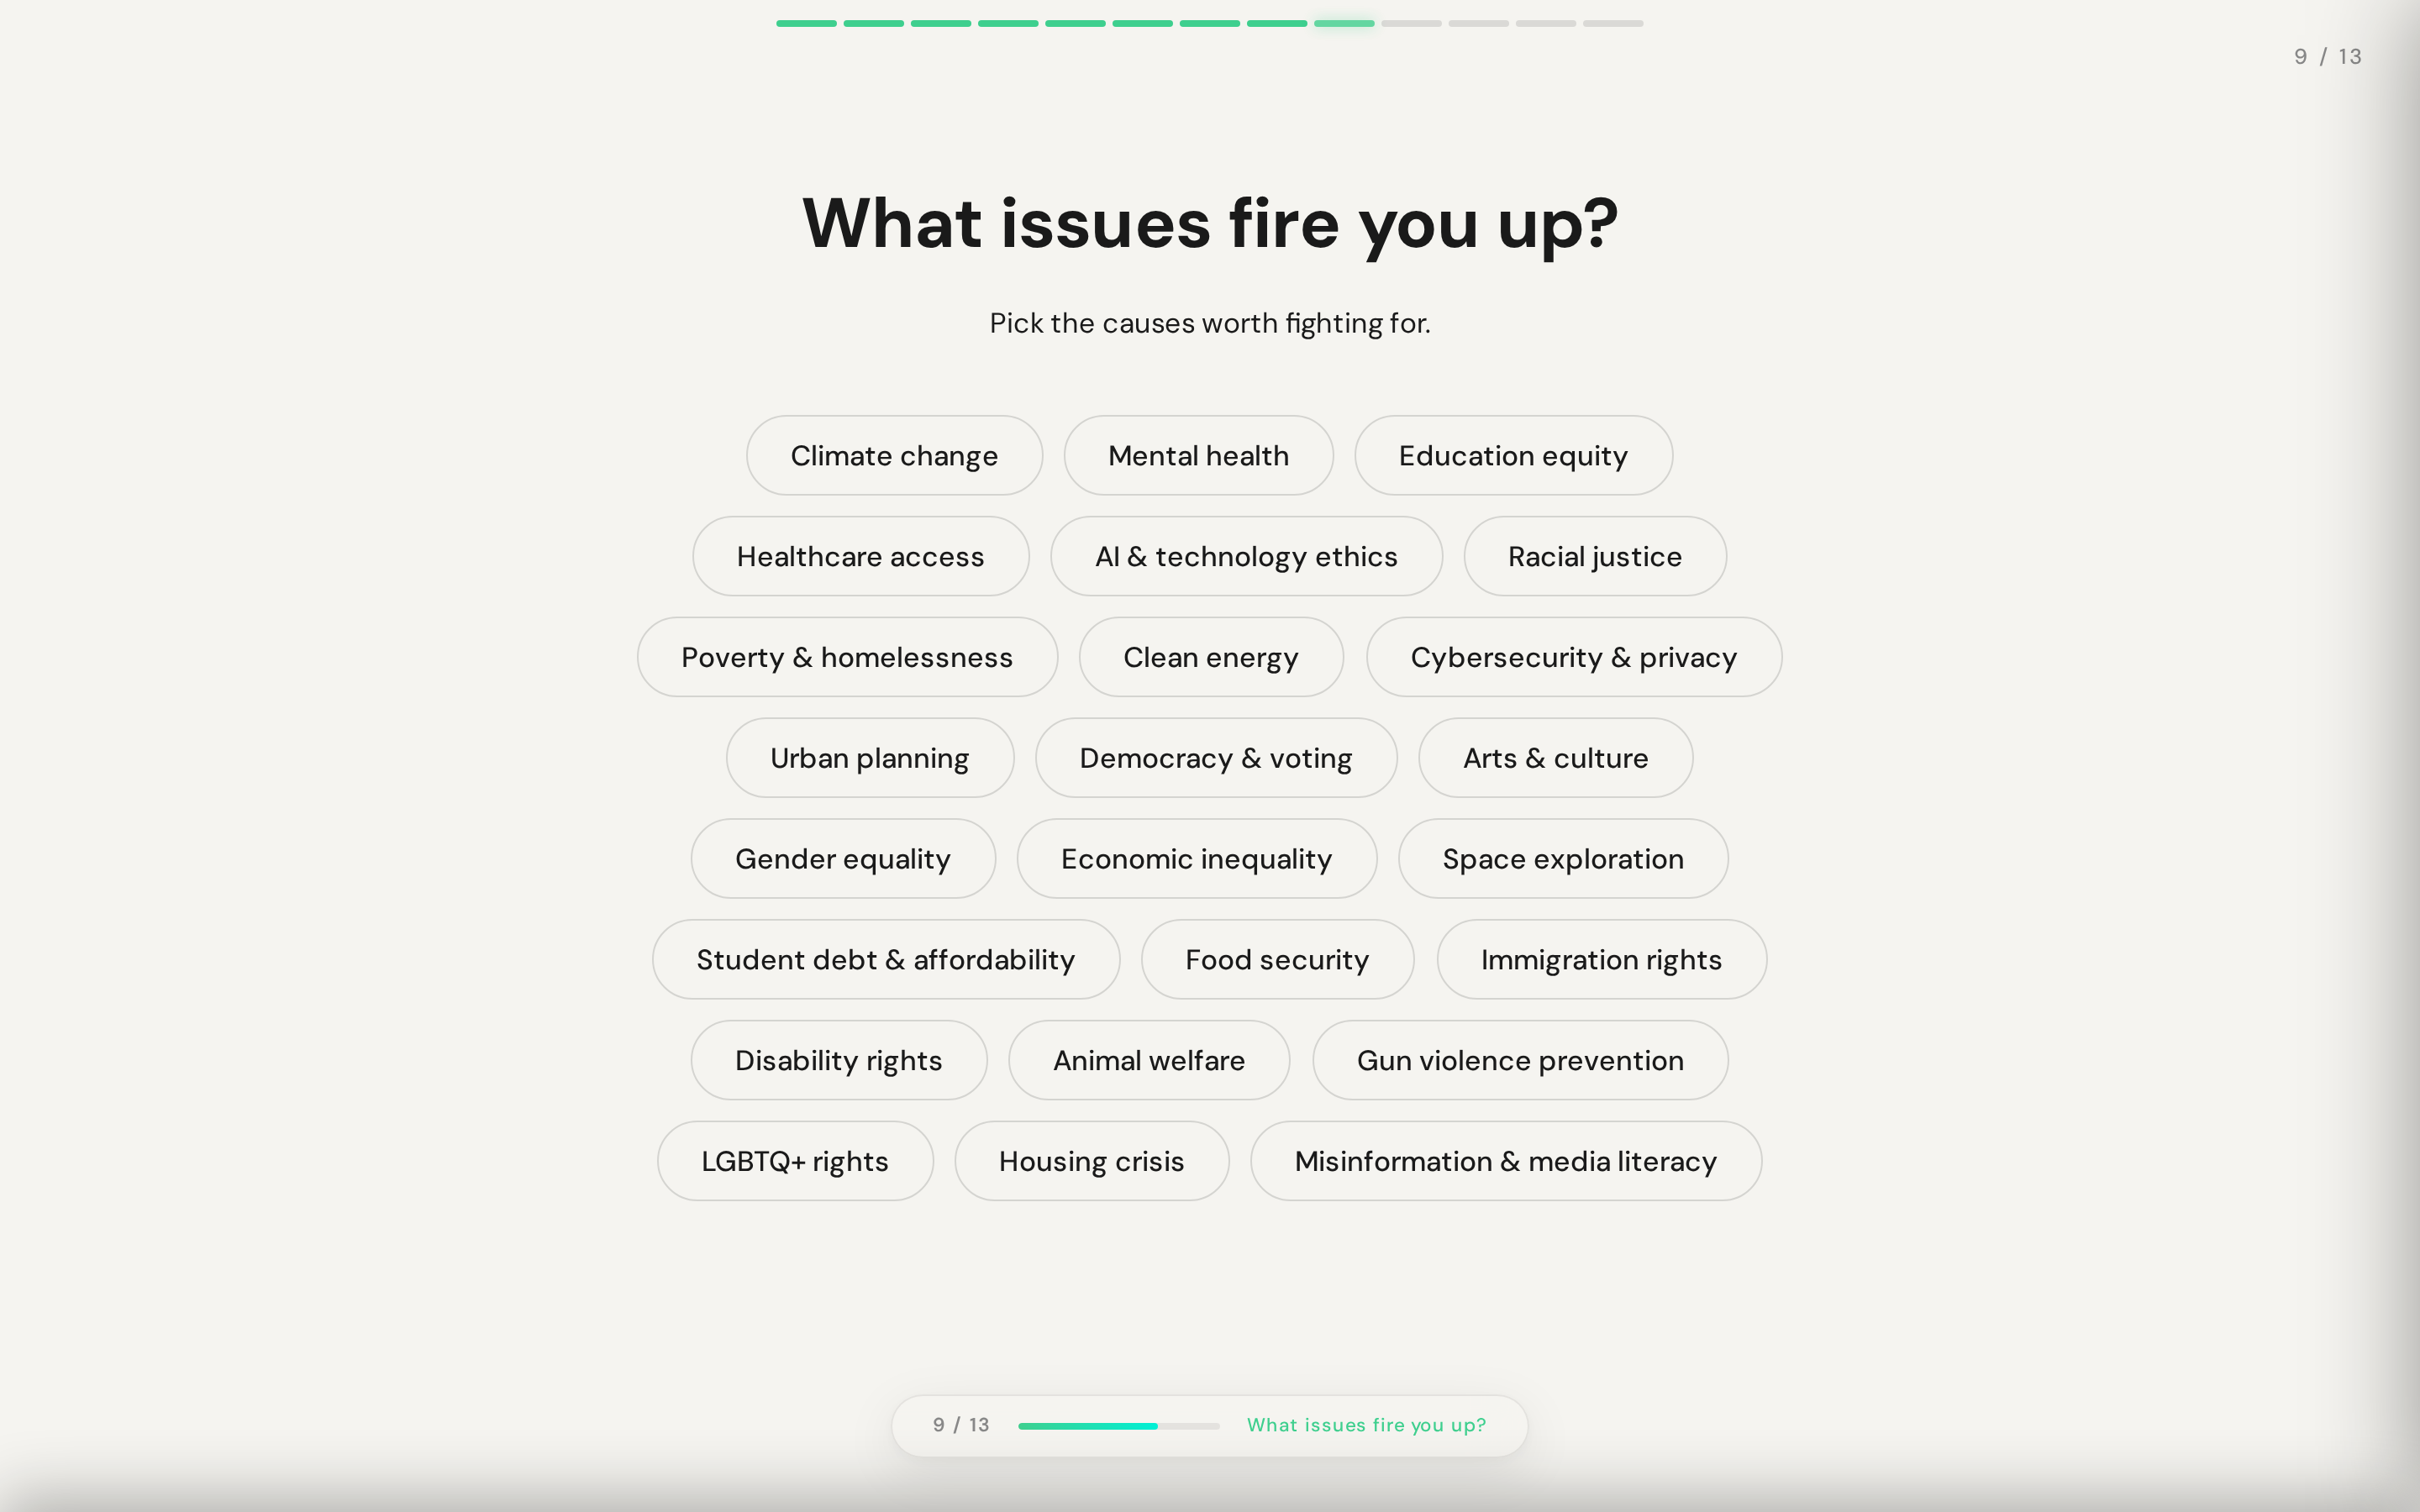 9 / 13
What issues fire you up?
Pick the causes worth fighting for.
Climate change
Mental health
Education equity
Healthcare access
AI & technology ethics
Racial justice
Poverty & homelessness
Clean energy
Cybersecurity & privacy
Urban planning
Democracy & voting
Arts & culture
Gender equality
Economic inequality
Space exploration
Student debt & affordability
Food security
Immigration rights
Disability rights
Animal welfare
Gun violence prevention
LGBTQ+ rights
Housing crisis
Misinformation & media literacy
9 / 13
What issues fire you up?